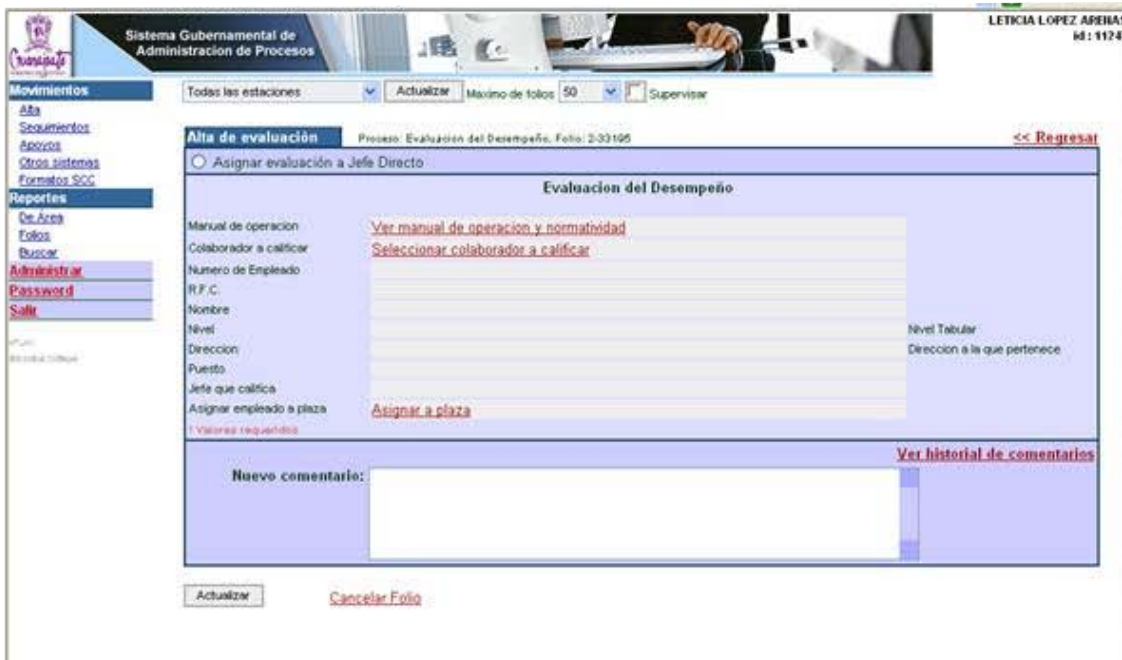 LETICIA LOPEZ ARENAS
id : 1124
Guanajuato
Sistema Gubernamental de
Administracion de Procesos
Movimientos
Alta
Seguimientos
Apoyos
Otros sistemas
Formatos SCC
Reportes
De Area
Folios
Buscar
Administrar
Password
Salir
Todas las estaciones Actualizar Maximo de folios 50 Supervisar
Alta de evaluación Proceso: Evaluacion del Desempeño, Folio: 2-33195 << Regresar
Asignar evaluación a Jefe Directo
Evaluacion del Desempeño
Manual de operacion Ver manual de operacion y normatividad
Colaborador a calificar Seleccionar colaborador a calificar
Numero de Empleado
R.F.C.
Nombre
Nivel Nivel Tabular
Direccion Direccion a la que pertenece
Puesto
Jefe que califica
Asignar empleado a plaza Asignar a plaza
! Valores requeridos
Ver historial de comentarios
Nuevo comentario:
Actualizar Cancelar Folio